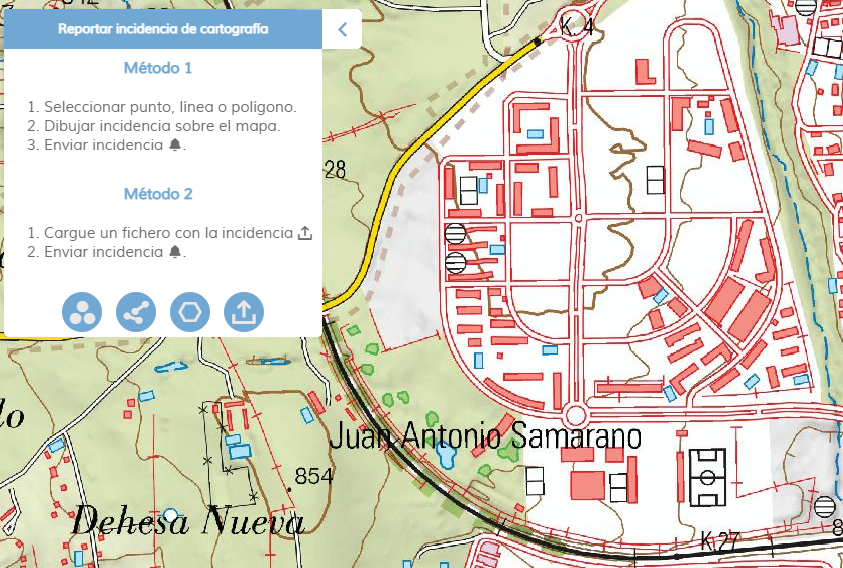 Reportar incidencia de cartografía
Método 1
1. Seleccionar punto, línea o polígono.
2. Dibujar incidencia sobre el mapa.
3. Enviar incidencia.
Método 2
1. Cargue un fichero con la incidencia
2. Enviar incidencia.
K. 4
28
Juan Antonio Samarano
854
Dehesa Nueva
K.27